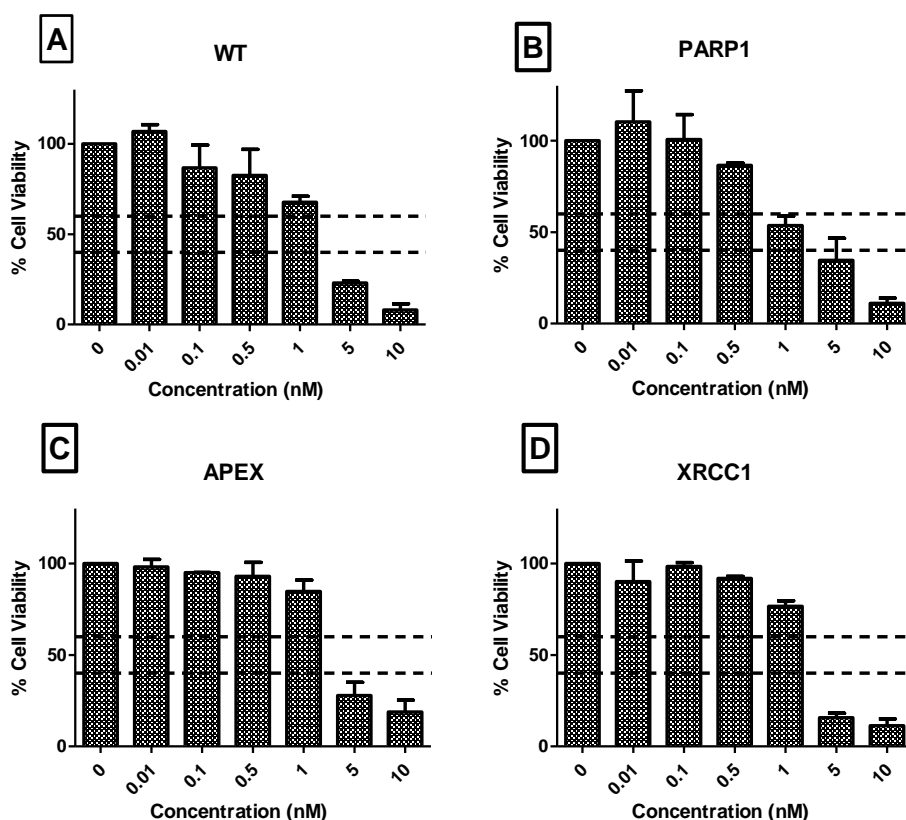 A
WT
% Cell Viability
100
50
0
0 0.01 0.1 0.5 1 5 10
Concentration (nM)
B
PARP1
% Cell Viability
100
50
0
0 0.01 0.1 0.5 1 5 10
Concentration (nM)
C
APEX
% Cell Viability
100
50
0
0 0.01 0.1 0.5 1 5 10
Concentration (nM)
D
XRCC1
% Cell Viability
100
50
0
0 0.01 0.1 0.5 1 5 10
Concentration (nM)